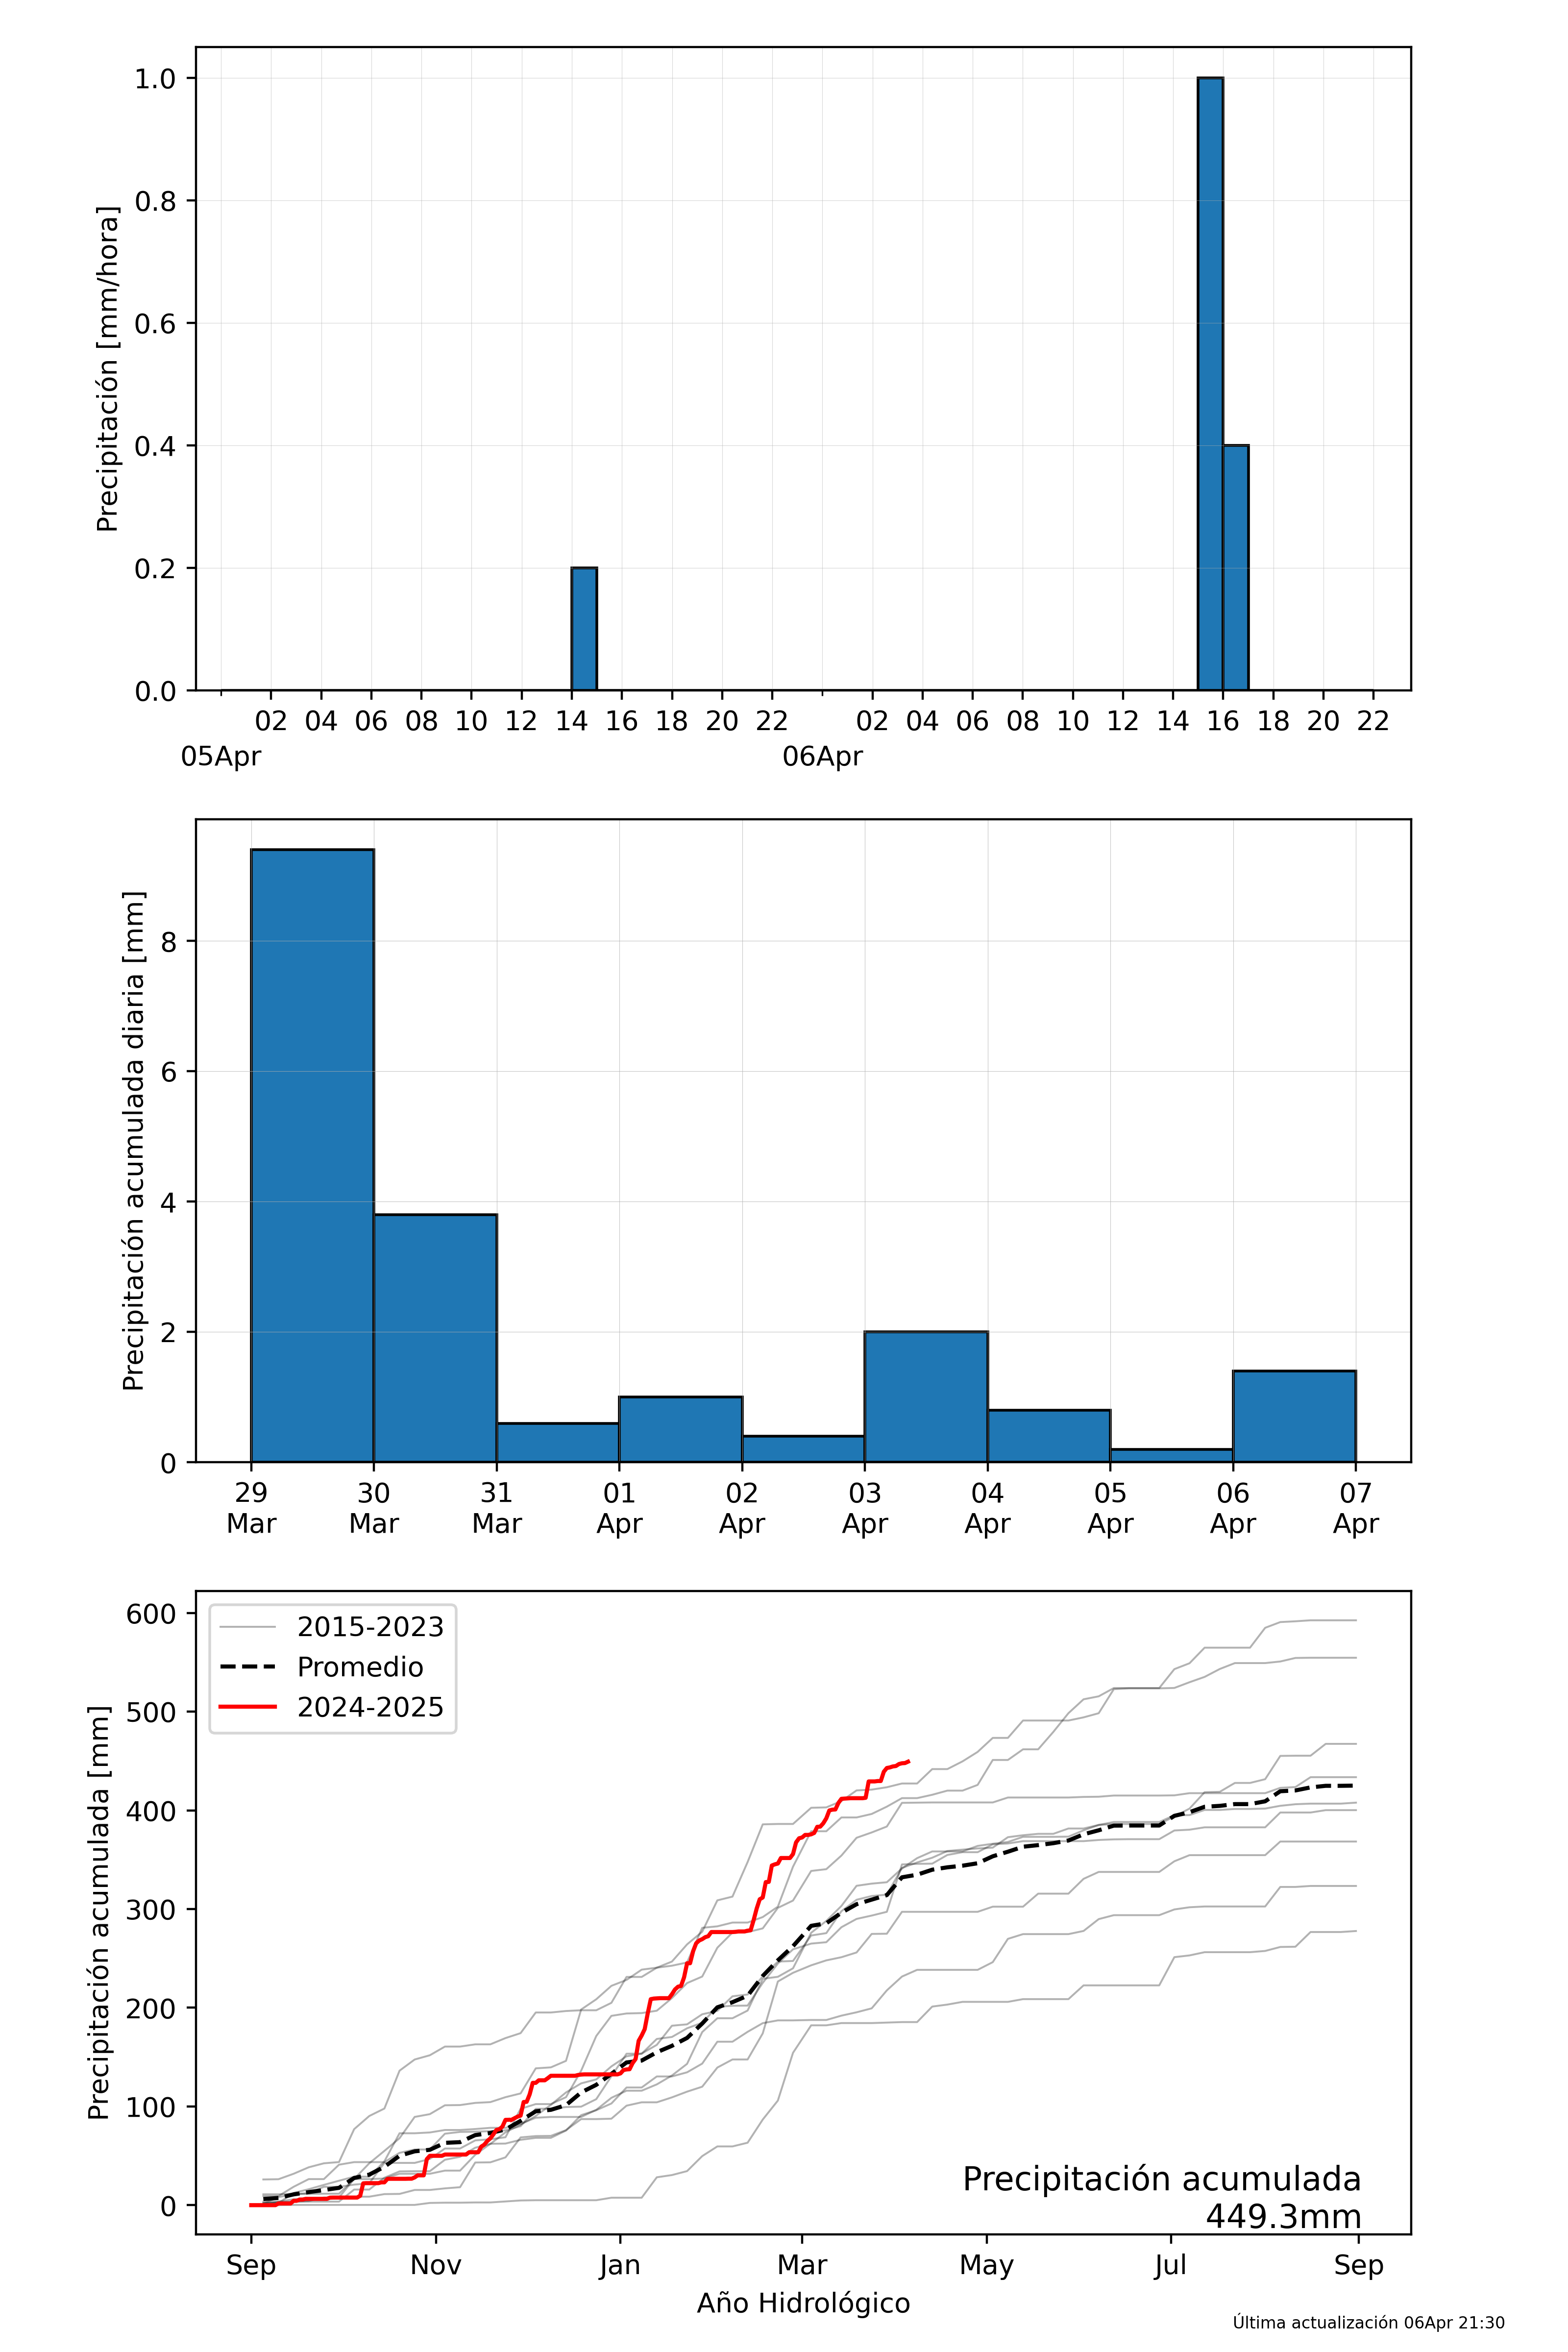 Precipitación [mm/hora]
1.0
0.8
0.6
0.4
0.2
0.0
02 04 06 08 10 12 14 16 18 20 22 02 04 06 08 10 12 14 16 18 20 22
05Apr 06Apr
Precipitación acumulada diaria [mm]
8
6
4
2
0
29 30 31 01 02 03 04 05 06 07
Mar Mar Mar Apr Apr Apr Apr Apr Apr Apr
Precipitación acumulada [mm]
600
500
400
300
200
100
0
2015-2023
Promedio
2024-2025
Precipitación acumulada
449.3mm
Sep Nov Jan Mar May Jul Sep
Año Hidrológico
Última actualización 06Apr 21:30